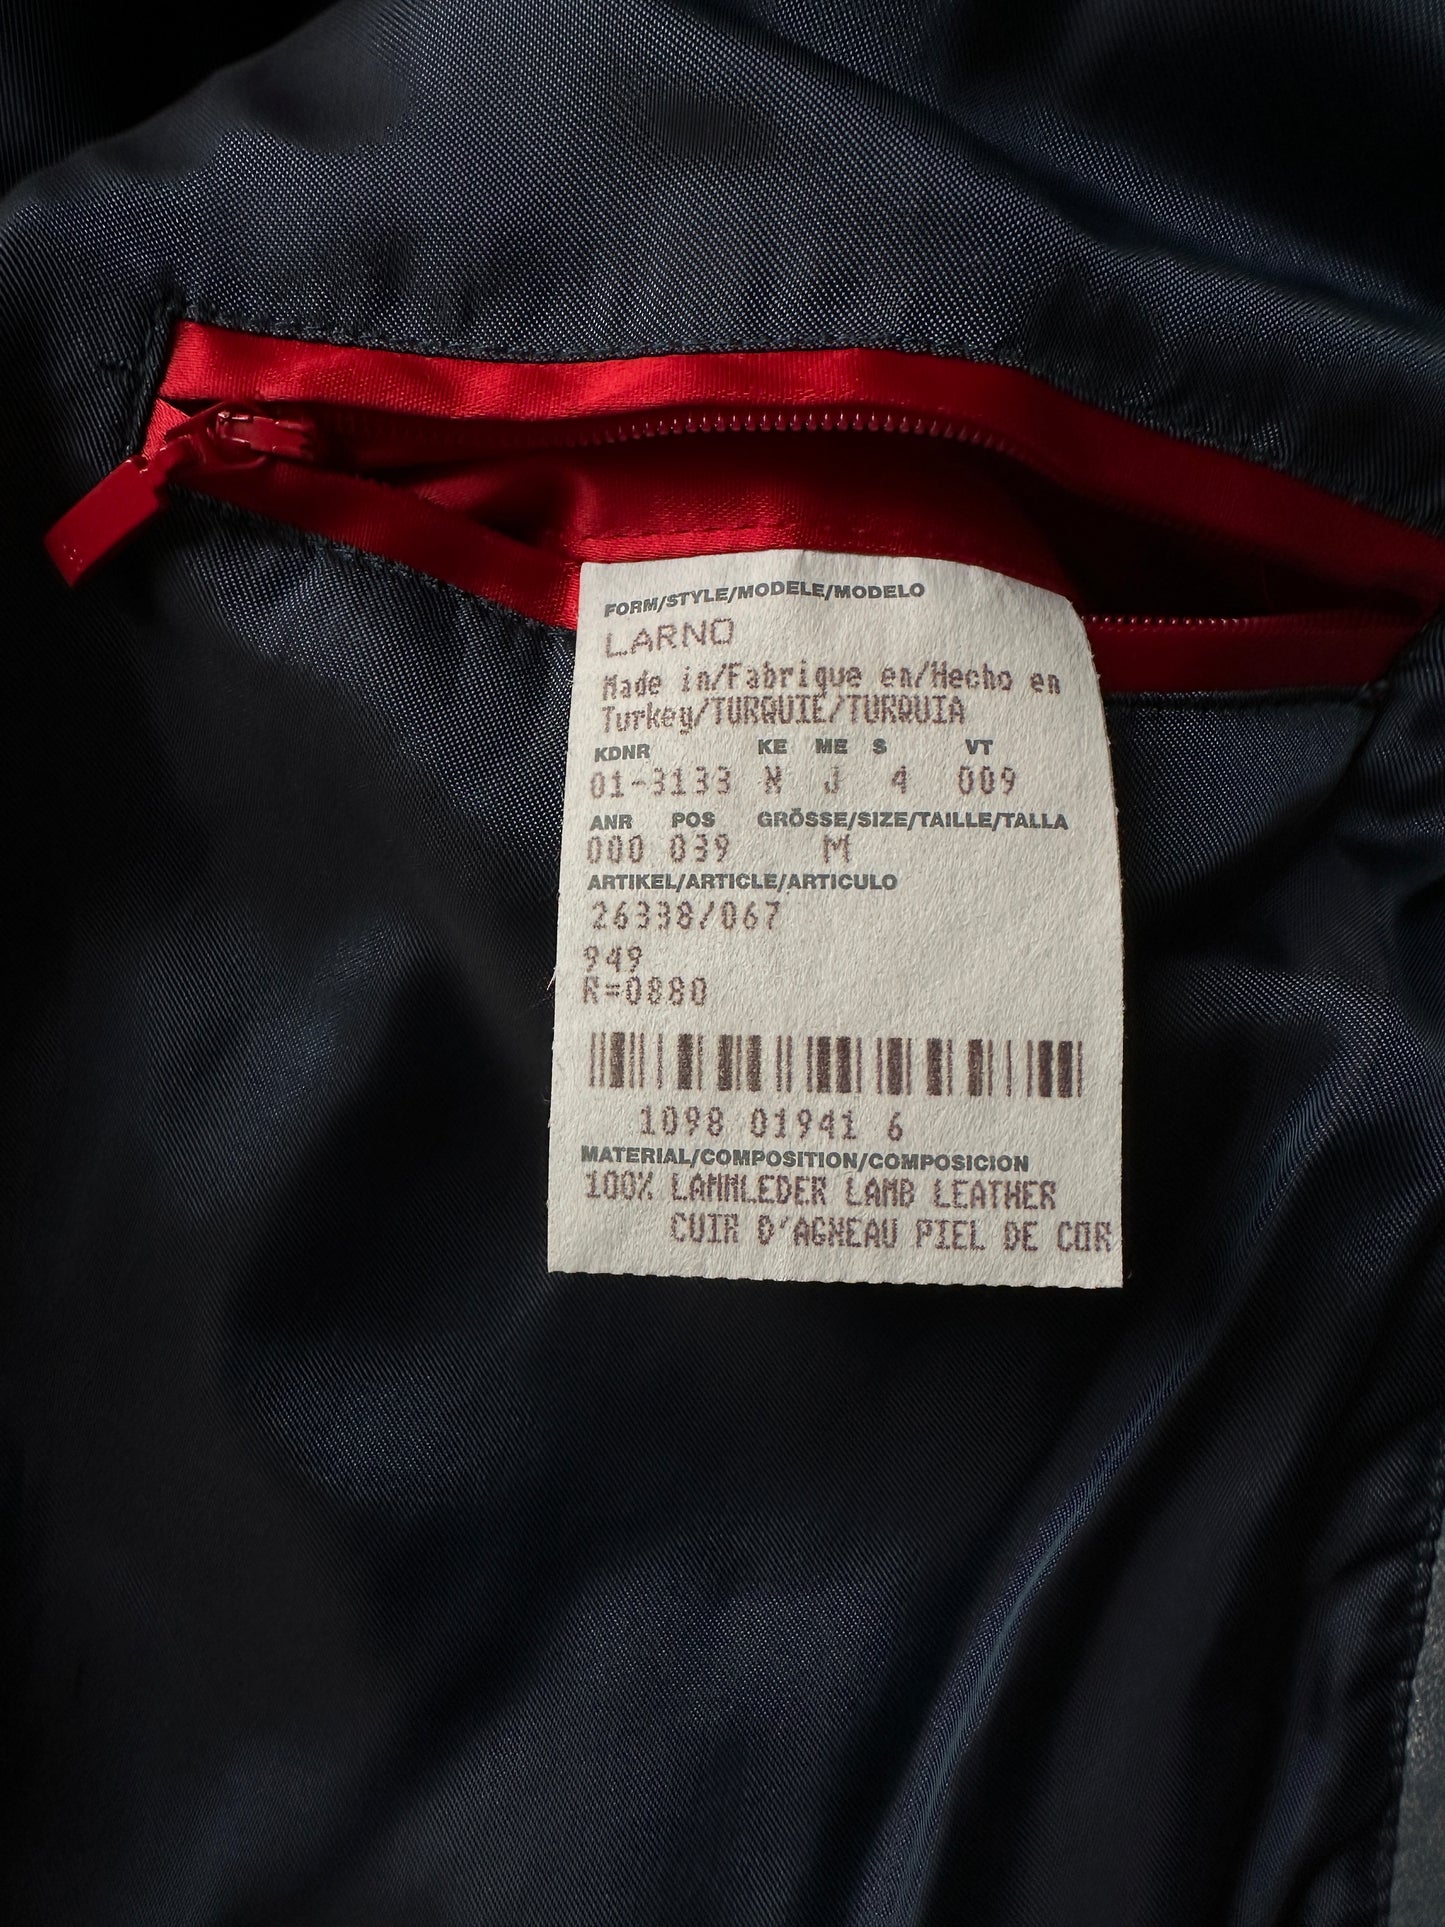 FORM/STYLE/MODELE/MODELO
LARNO
Made in/Fabrique en/Hecho en
Turkey/TURQUIE/TURQUIA
KDNR KE ME S VT
01-3133 N J 4 009
ANR POS GRÖSSE/SIZE/TAILLE/TALLA
000 039 M
ARTIKEL/ARTICLE/ARTICULO
26338/067
949
R=0880
1098 01941 6
MATERIAL/COMPOSITION/COMPOSICION
100% LAMMLEDER LAMB LEATHER
CUIR D'AGNEAU PIEL DE COR